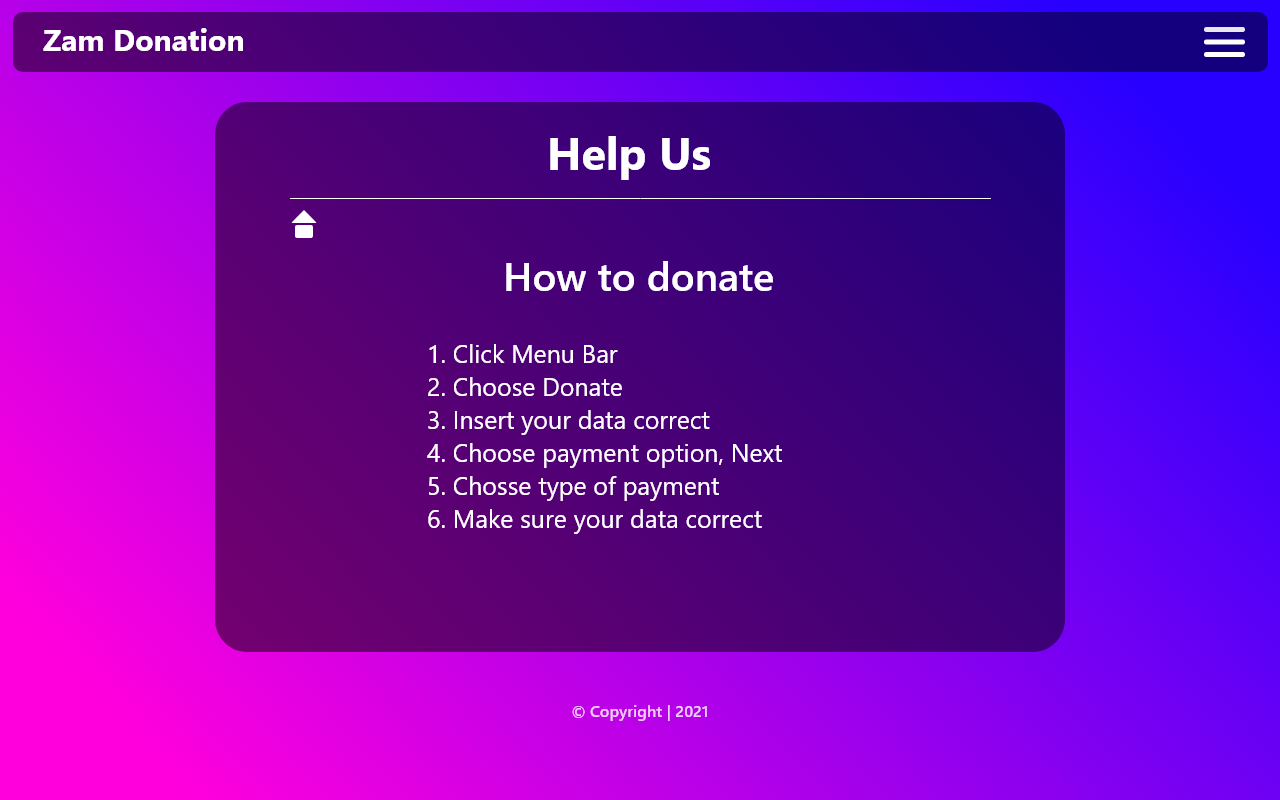 Zam Donation
Help Us
How to donate
1. Click Menu Bar
2. Choose Donate
3. Insert your data correct
4. Choose payment option, Next
5. Chosse type of payment
6. Make sure your data correct
© Copyright | 2021